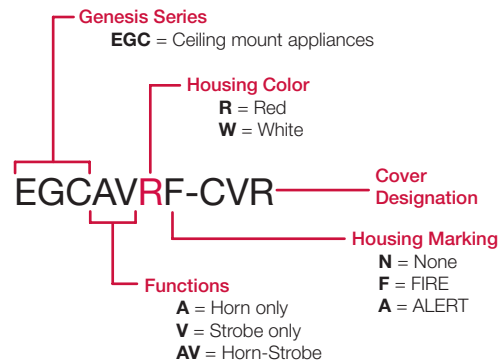 Genesis Series
EGC = Ceiling mount appliances
Housing Color
R = Red
W = White
EGCAVRF-CVR
Cover
Designation
Housing Marking
N = None
F = FIRE
A = ALERT
Functions
A = Horn only
V = Strobe only
AV = Horn-Strobe